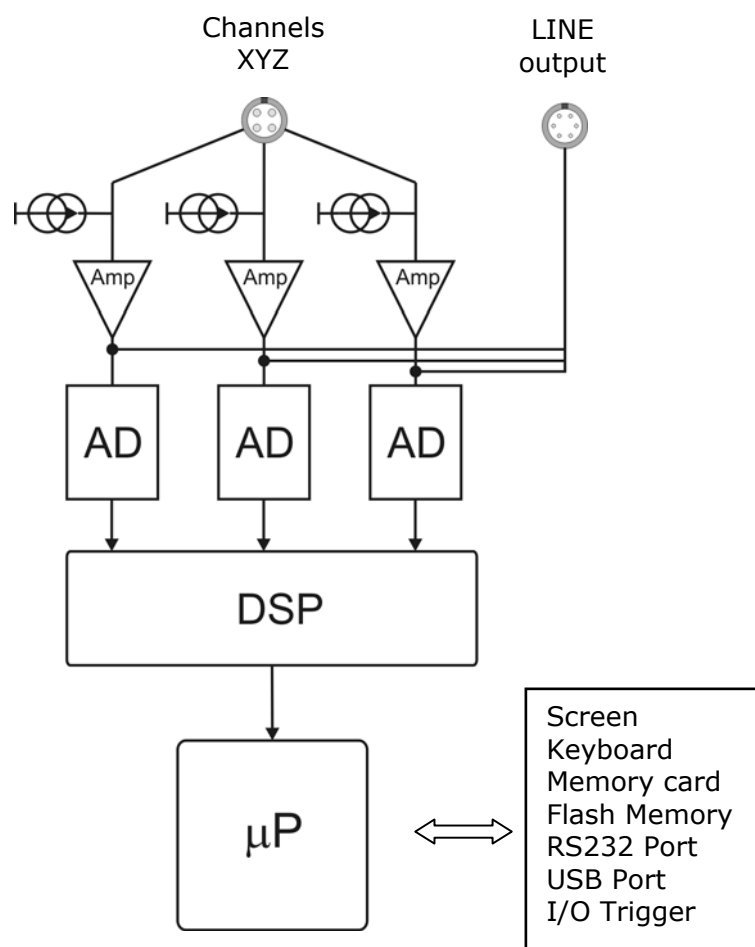 Channels
XYZ
LINE
output
Amp
Amp
Amp
AD
AD
AD
DSP
μP
Screen
Keyboard
Memory card
Flash Memory
RS232 Port
USB Port
I/O Trigger